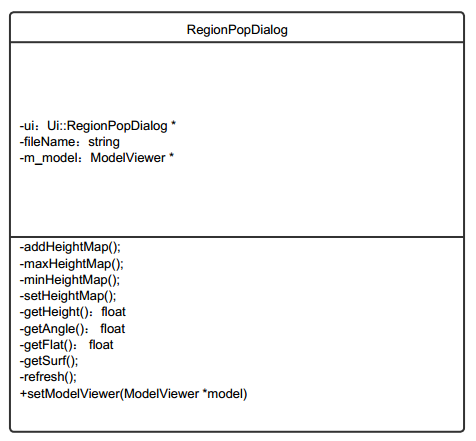 RegionPopDialog
-ui：Ui::RegionPopDialog *
-fileName：string
-m_model：ModelViewer *
-addHeightMap();
-maxHeightMap();
-minHeightMap();
-setHeightMap();
-getHeight()：float
-getAngle()： float
-getFlat()： float
-getSurf();
-refresh();
+setModelViewer(ModelViewer *model)